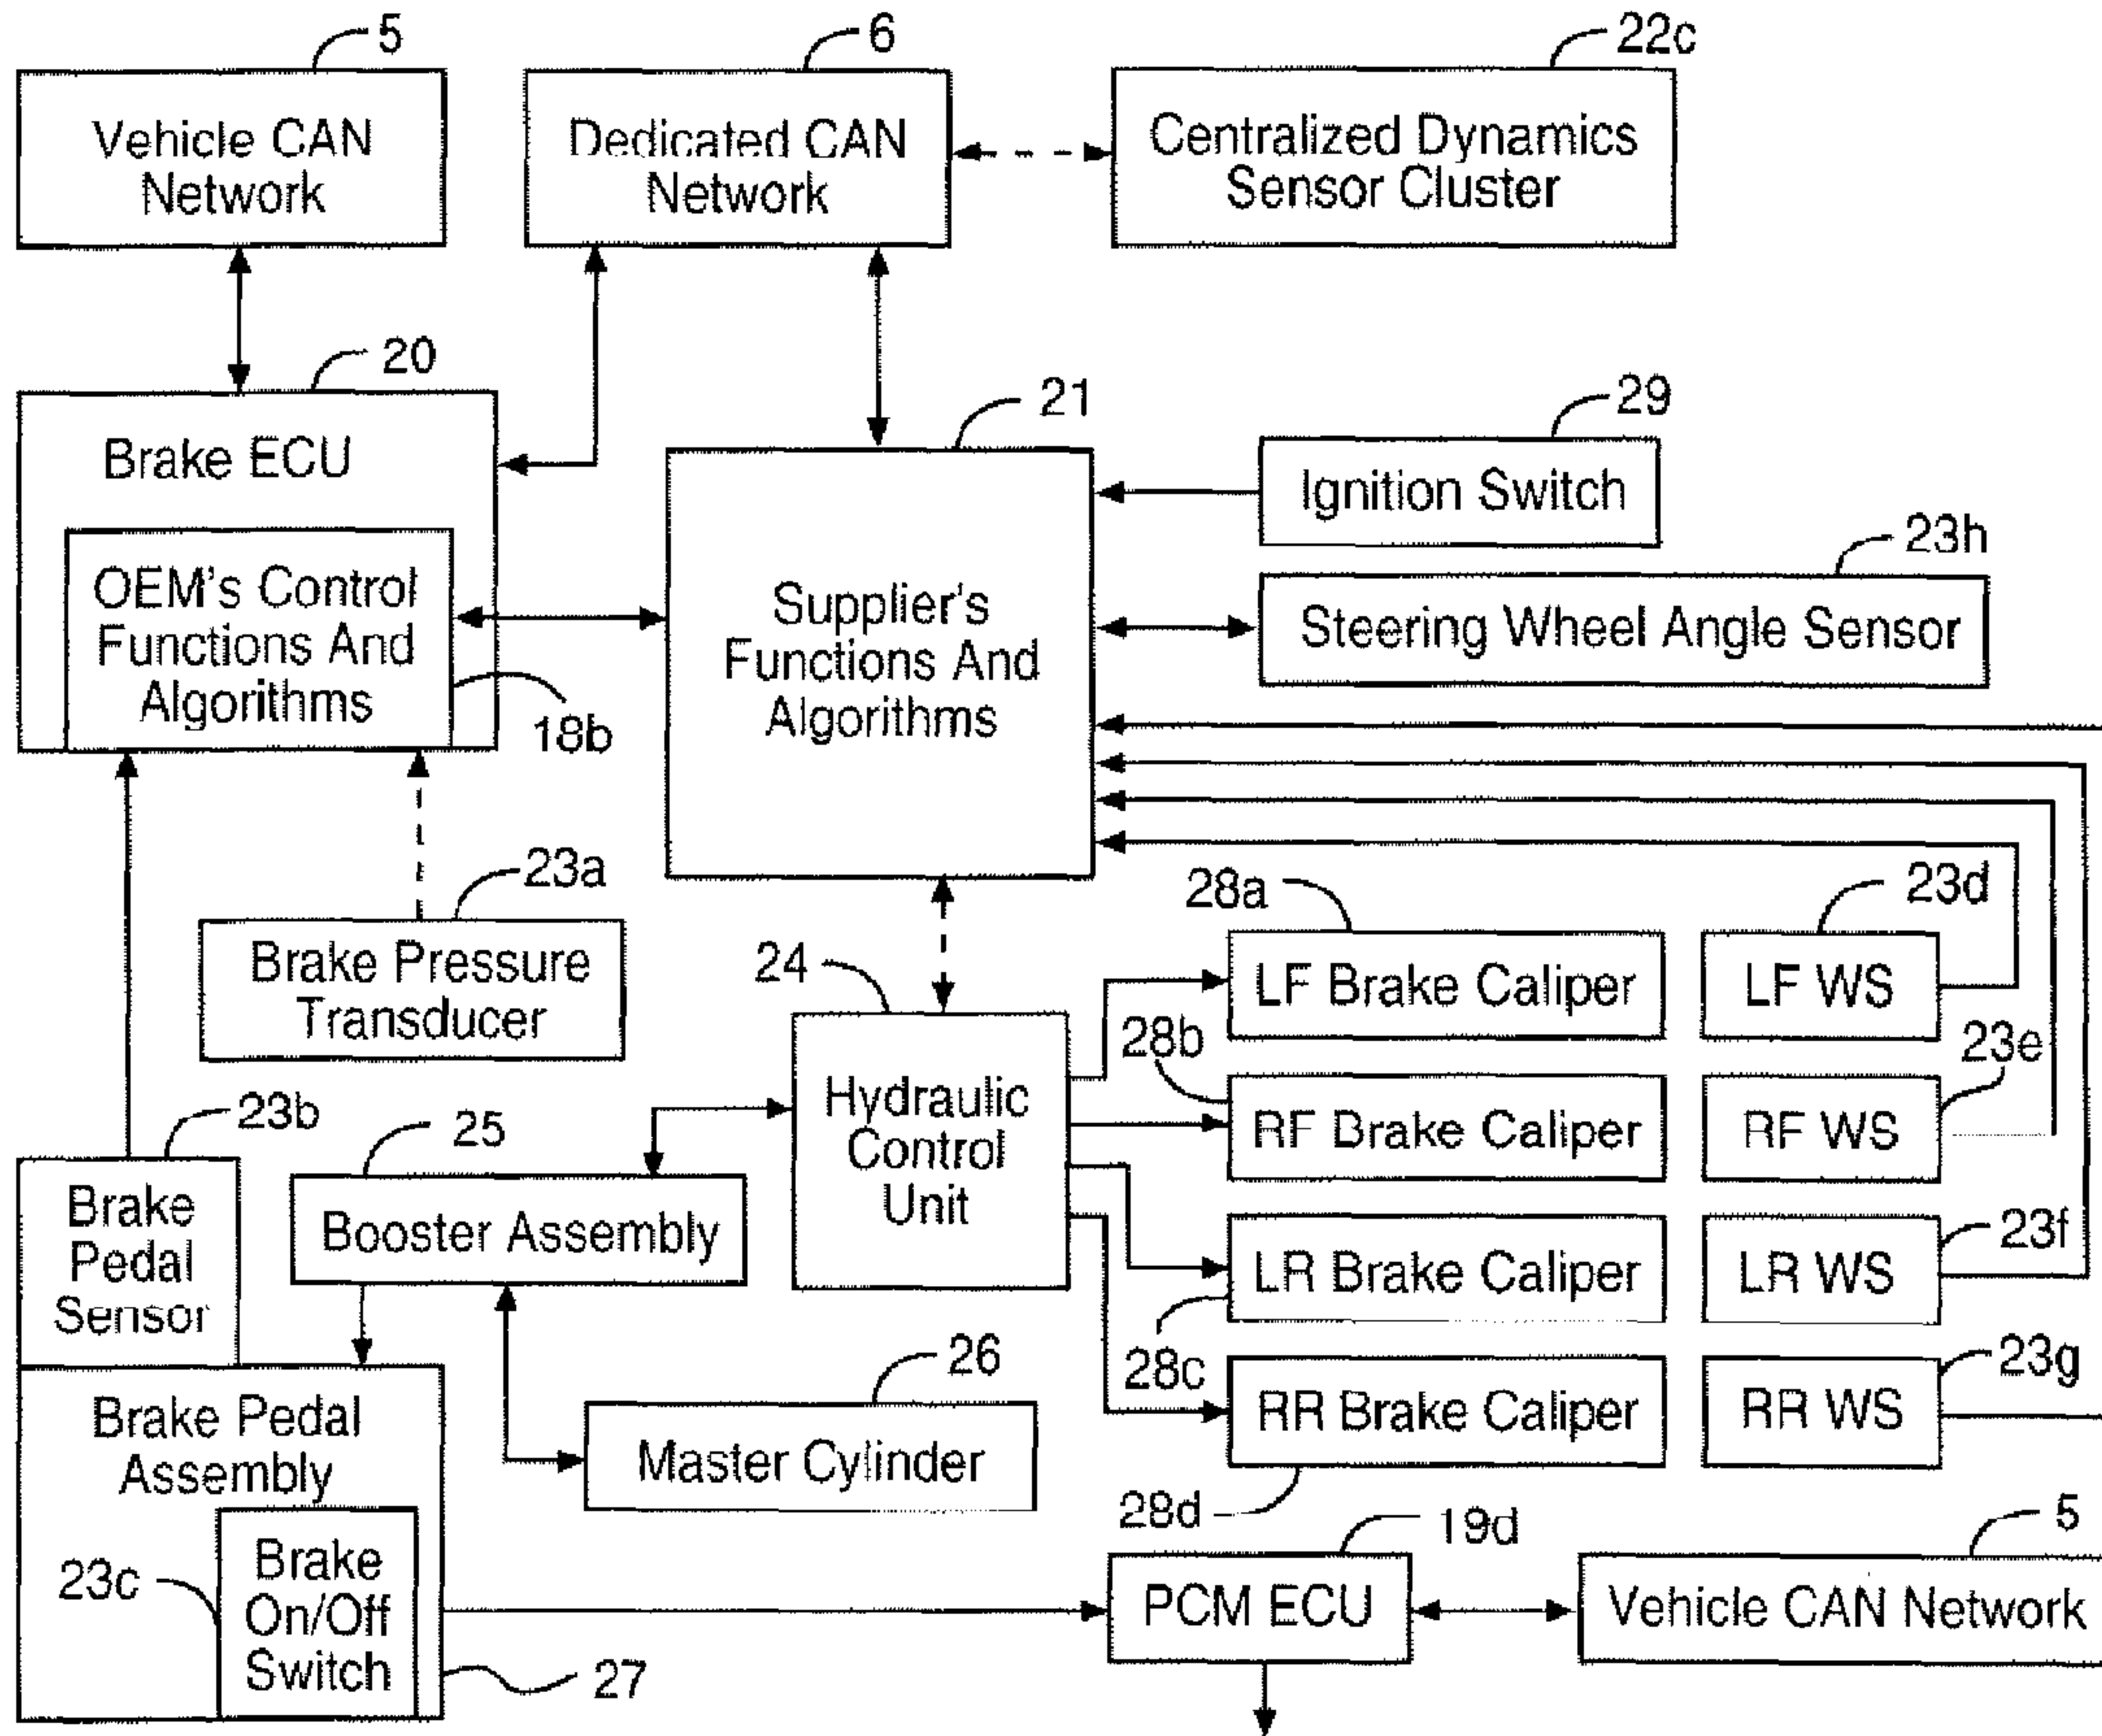 5
6
22c
Vehicle CAN
Network
Dedicated CAN
Network
Centralized Dynamics
Sensor Cluster
20
21
29
Brake ECU
Ignition Switch
23h
OEM's Control
Functions And
Algorithms
18b
Supplier's
Functions And
Algorithms
Steering Wheel Angle Sensor
23a
Brake Pressure
Transducer
24
28a
23d
LF Brake Caliper
LF WS
28b
23e
Hydraulic
Control
Unit
RF Brake Caliper
RF WS
23b
25
Brake
Pedal
Sensor
Booster Assembly
23f
LR Brake Caliper
LR WS
28c
26
23g
Brake Pedal
Assembly
Master Cylinder
RR Brake Caliper
RR WS
28d
19d
5
23c
Brake
On/Off
Switch
27
PCM ECU
Vehicle CAN Network